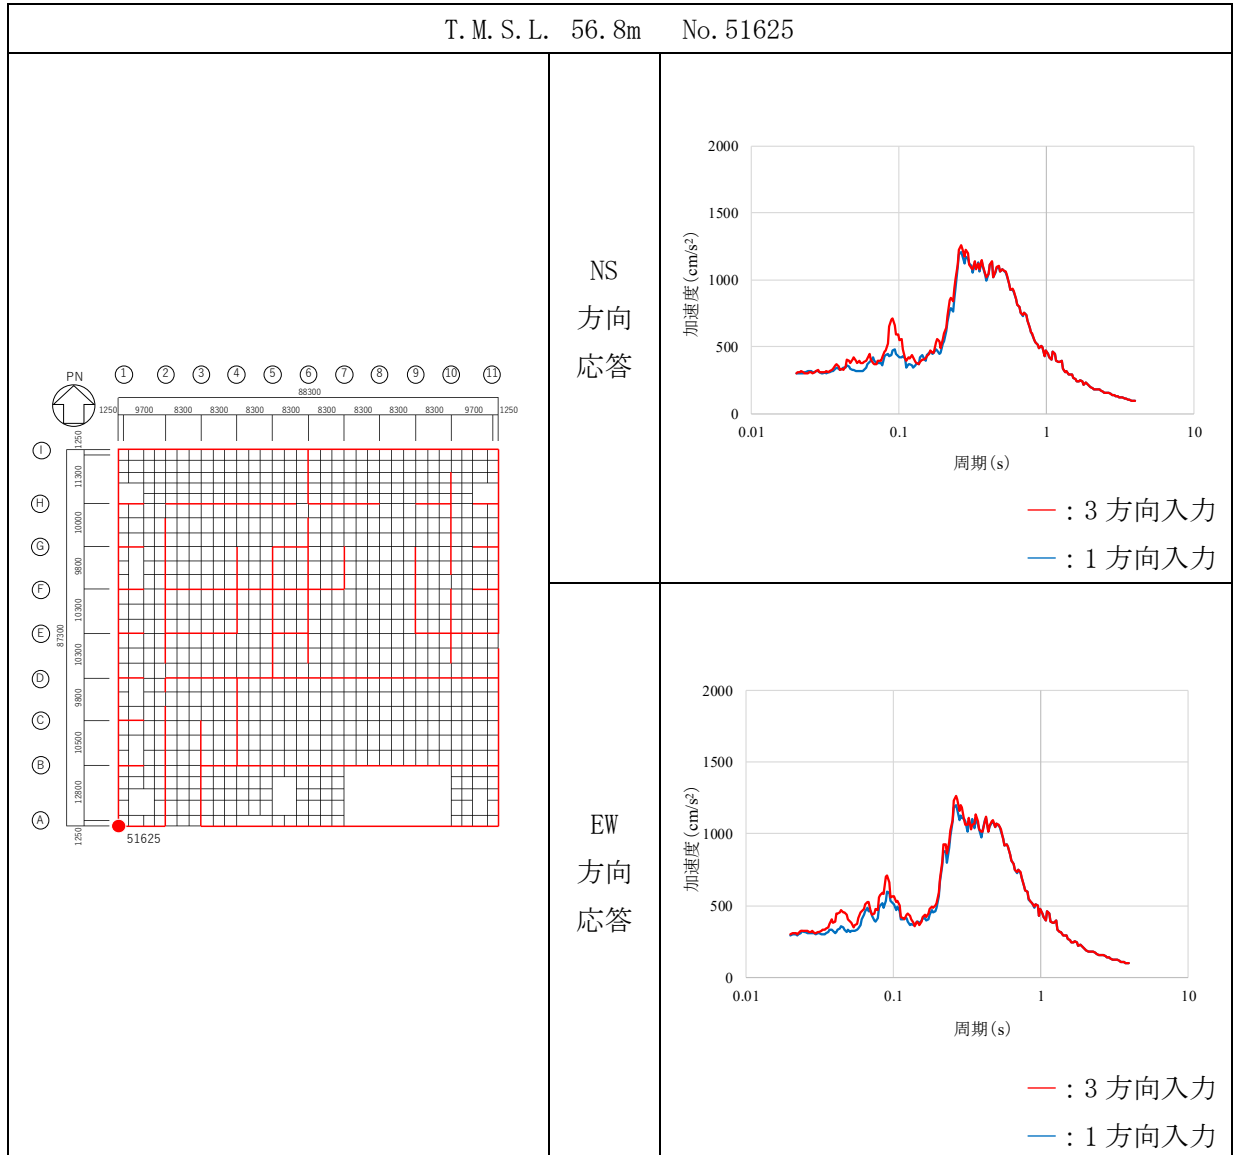 T.M.S.L. 56.8m No.51625
PN
1 2 3 4 5 6 7 8 9 10 11
88300
1250 9700 8300 8300 8300 8300 8300 8300 8300 8300 9700 1250
I
H
G
F
E
D
C
B
A
87300
1250
11300
10000
9800
10300
10300
9800
10500
12800
1250
51625
NS
方向
応答
加速度(cm/s²)
2000
1500
1000
500
0
0.01 0.1 1 10
周期(s)
:3方向入力
:1方向入力
EW
方向
応答
加速度(cm/s²)
2000
1500
1000
500
0
0.01 0.1 1 10
周期(s)
:3方向入力
:1方向入力